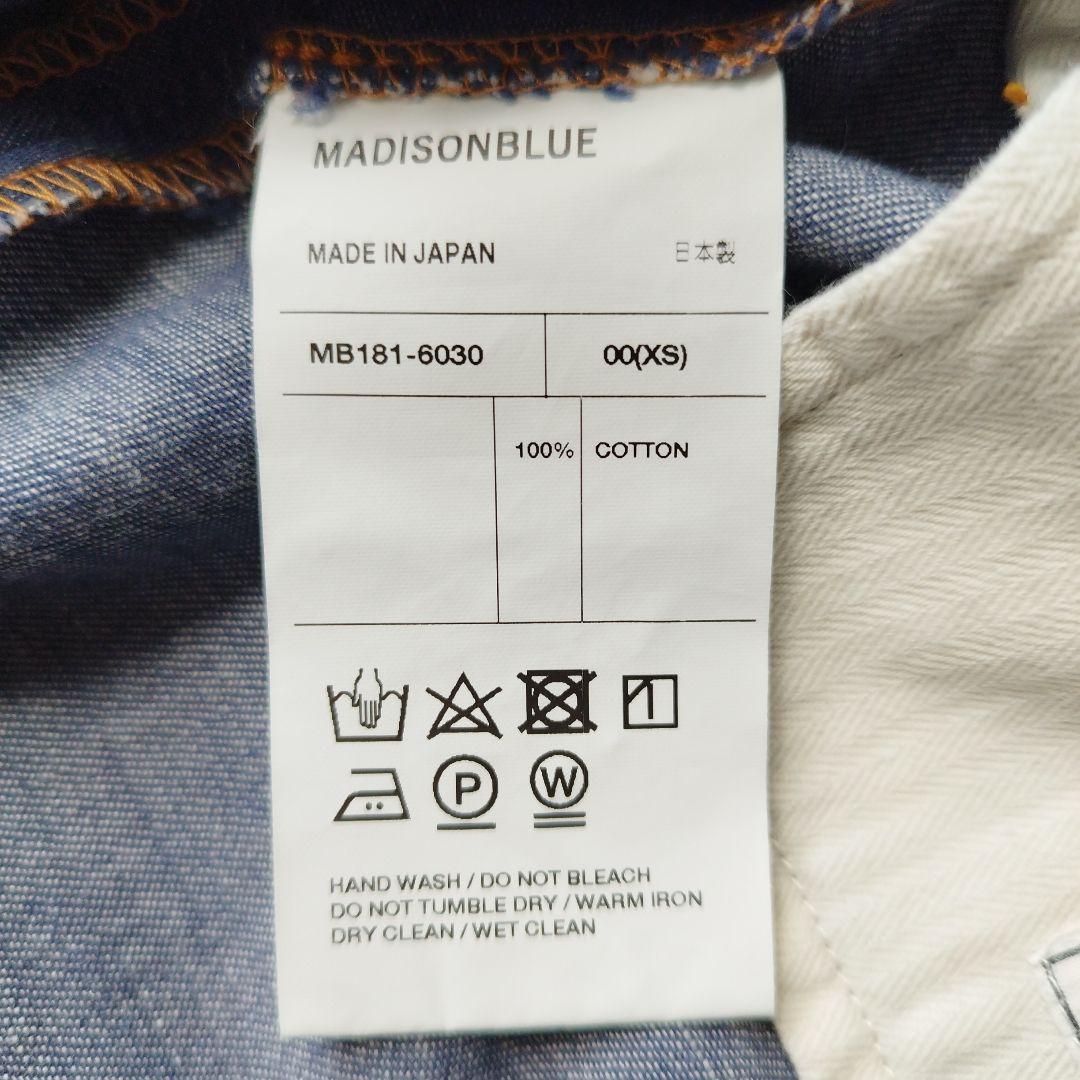 MADISONBLUE
MADE IN JAPAN 日本製
MB181-6030 00(XS)
100% COTTON
P W
HAND WASH / DO NOT BLEACH
DO NOT TUMBLE DRY / WARM IRON
DRY CLEAN / WET CLEAN